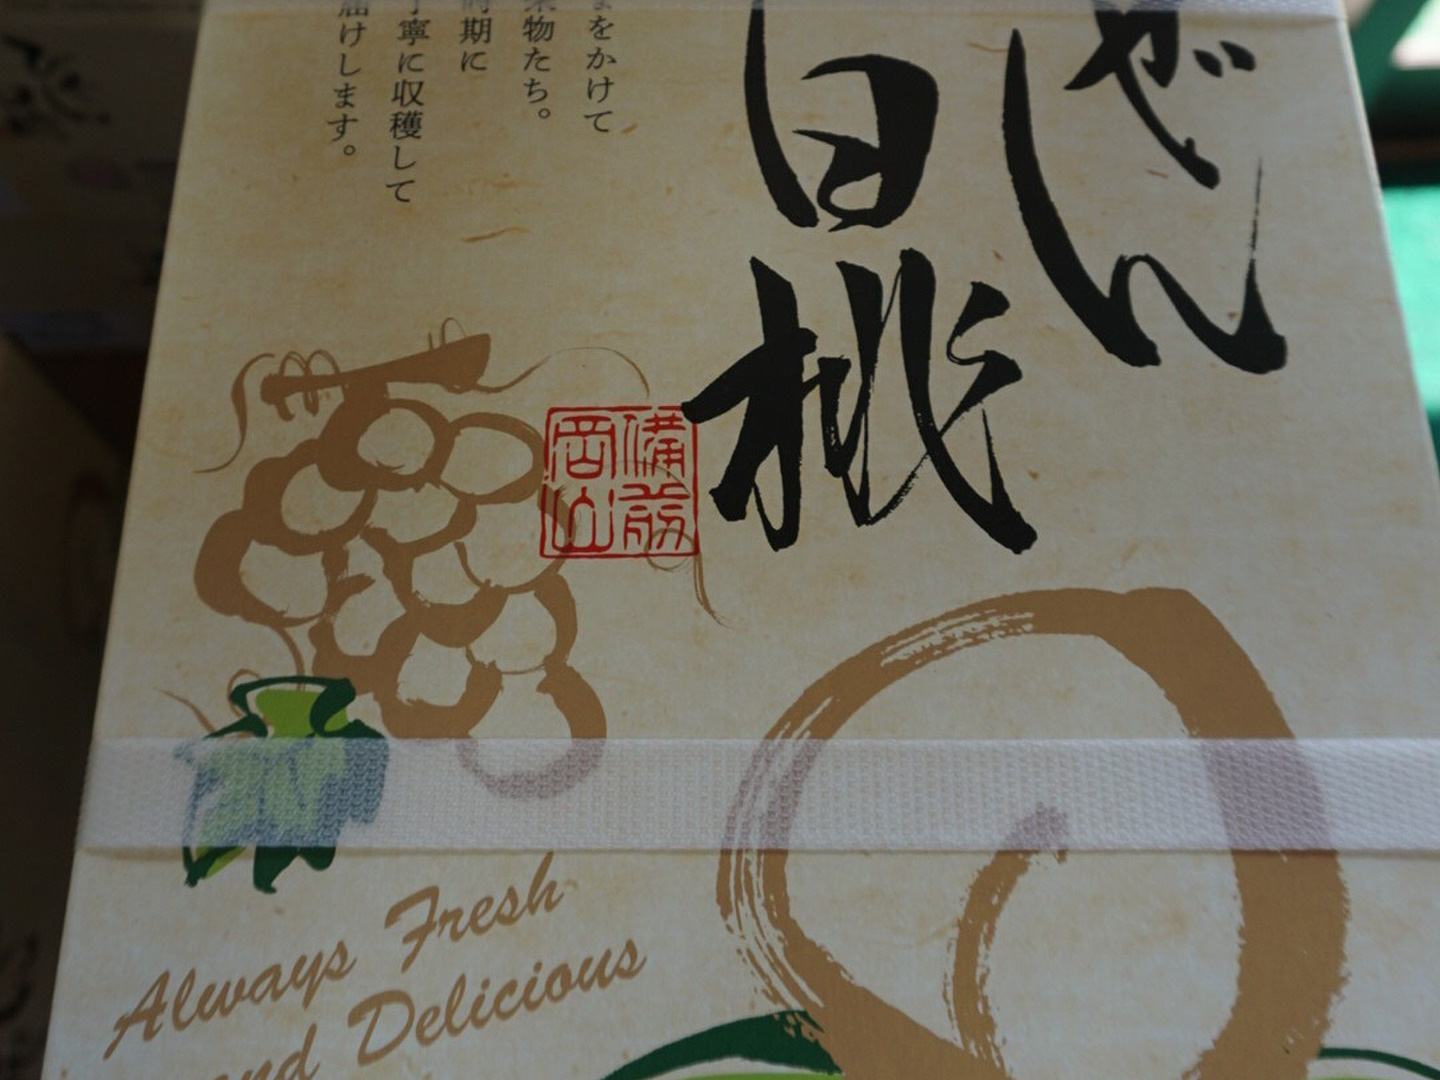 ぜん
白桃
備前
岡山
まをかけて
果物たち。
時期に
丁寧に収穫して
届けします。
Always Fresh
and Delicious